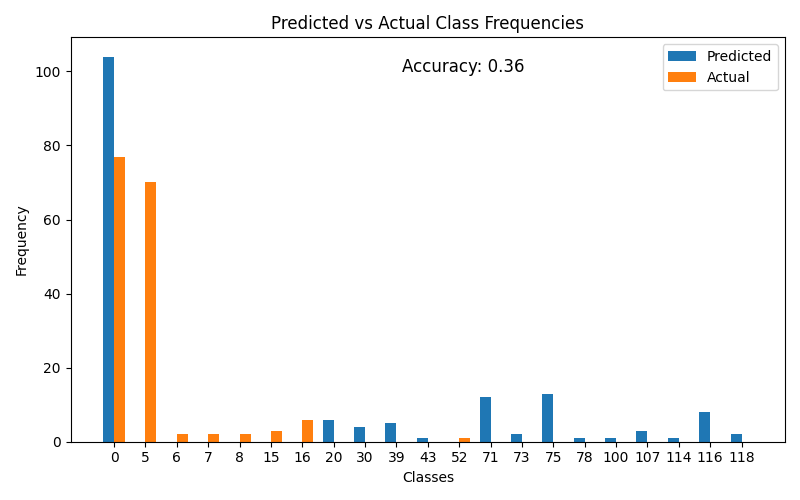 Predicted vs Actual Class Frequencies
Accuracy: 0.36
Predicted
Actual
Frequency
100
80
60
40
20
0
0 5 6 7 8 15 16 20 30 39 43 52 71 73 75 78 100 107 114 116 118
Classes